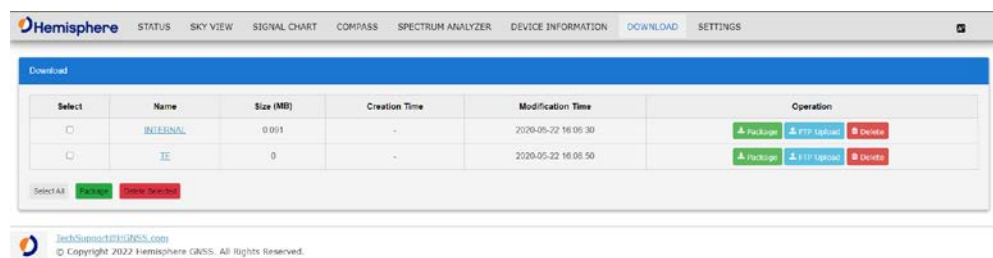 Hemisphere STATUS SKY VIEW SIGNAL CHART COMPASS SPECTRUM ANALYZER DEVICE INFORMATION DOWNLOAD SETTINGS
Download
Select Name Size (MB) Creation Time Modification Time Operation
INTERNAL 0.091 - 2020-05-22 16:06:30 Package FTP Upload Delete
TF 0 - 2020-05-22 16:08:50 Package FTP Upload Delete
Select All Package Delete Selected
TechSupport@HGNSS.com
© Copyright 2022 Hemisphere GNSS. All Rights Reserved.